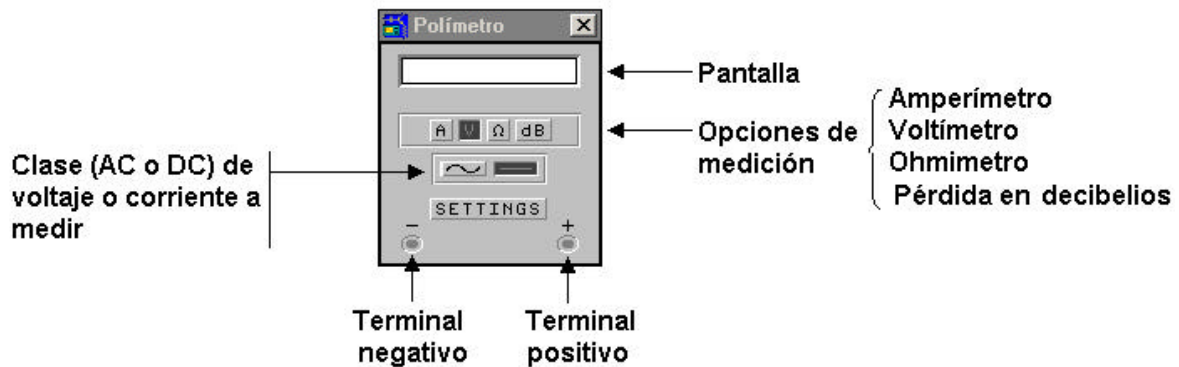 Polímetro
Pantalla
A V Ω dB
Opciones de
medición
Amperímetro
Voltímetro
Ohmimetro
Pérdida en decibelios
Clase (AC o DC) de
voltaje o corriente a
medir
SETTINGS
- +
Terminal
negativo
Terminal
positivo